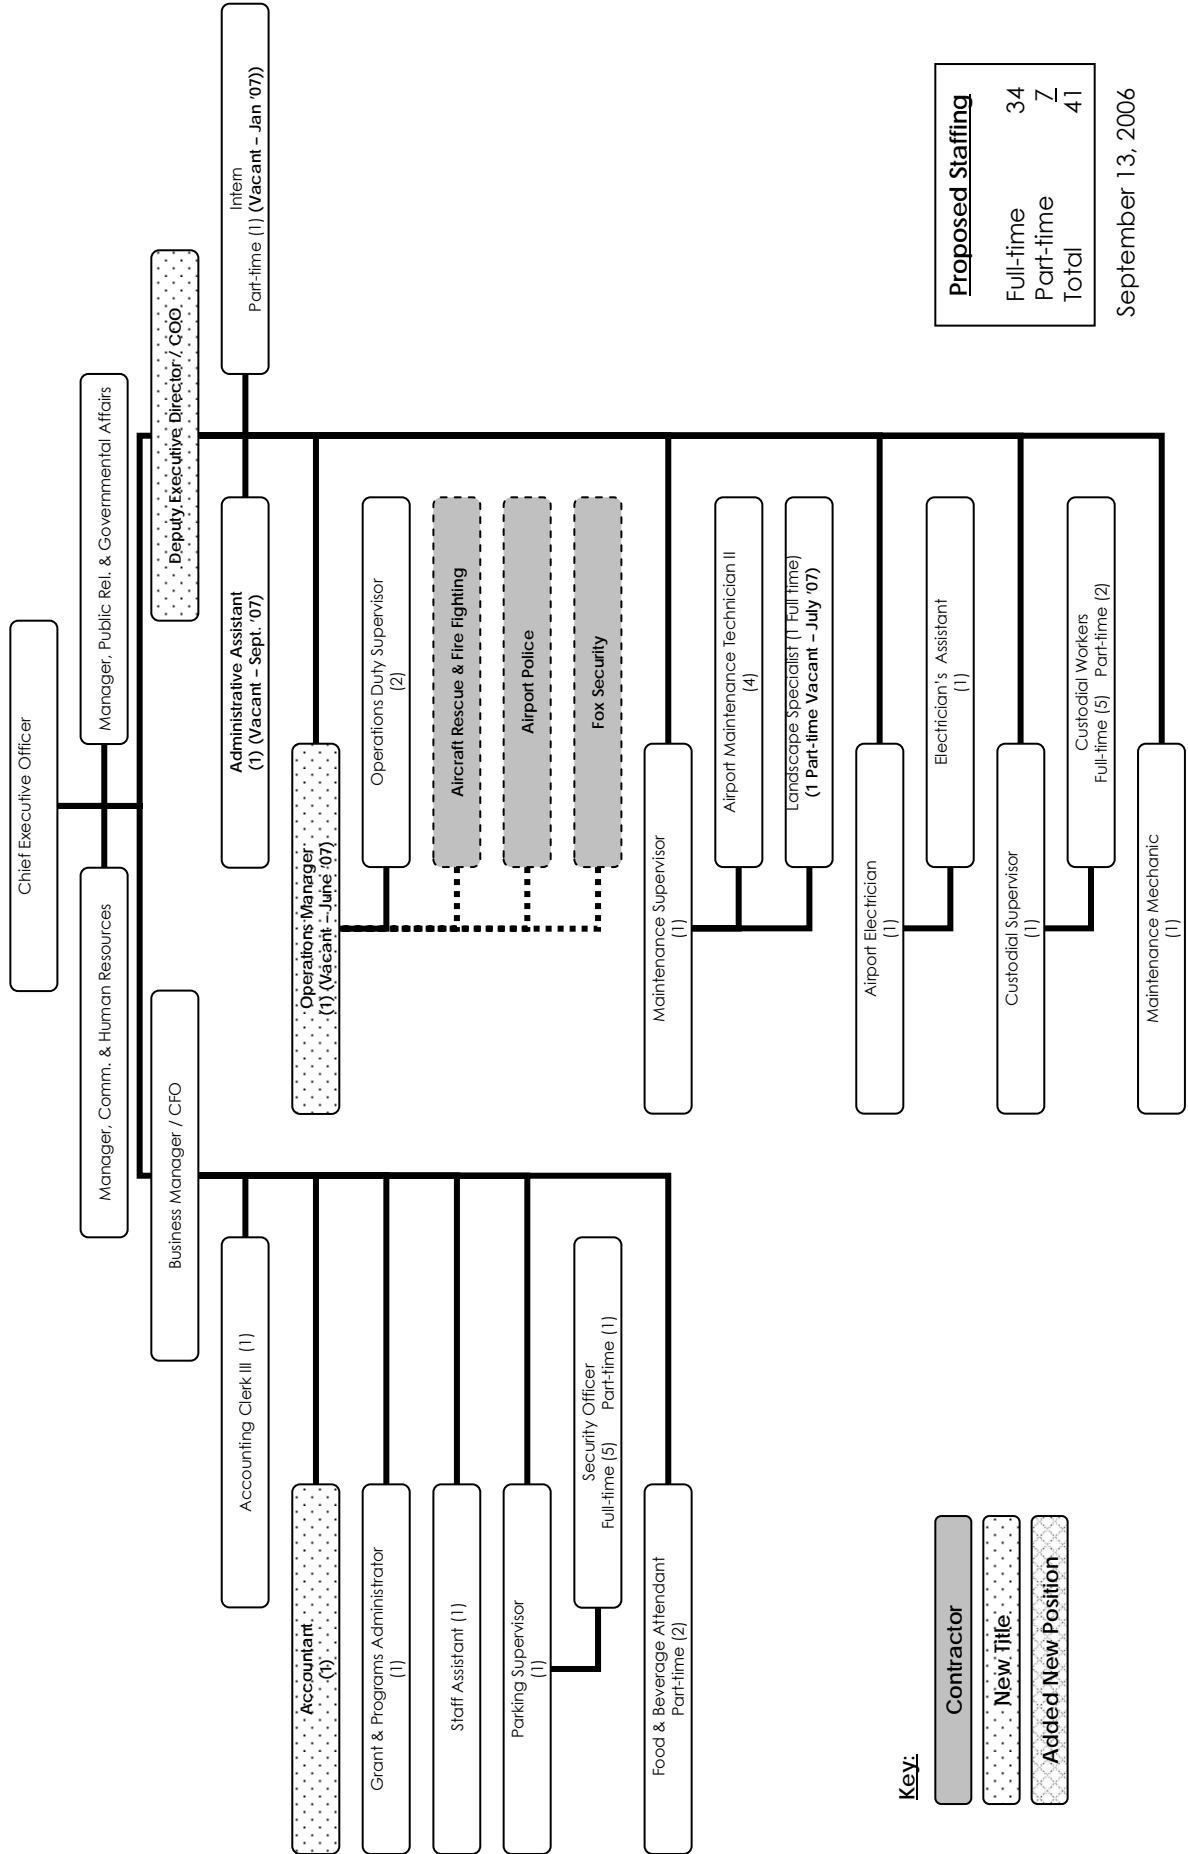 Chief Executive Officer
Manager, Comm. & Human Resources
Manager, Public Rel. & Governmental Affairs
Business Manager / CFO
Deputy Executive Director / COO
Accounting Clerk III (1)
Accountant
(1)
Grant & Programs Administrator
(1)
Staff Assistant (1)
Parking Supervisor
(1)
Security Officer
Full-time (5) Part-time (1)
Food & Beverage Attendant
Part-time (2)
Administrative Assistant
(1) (Vacant – Sept. ’07)
Intern
Part-time (1) (Vacant – Jan ’07))
Operations Manager
(1) (Vacant – June ’07)
Operations Duty Supervisor
(2)
Aircraft Rescue & Fire Fighting
Airport Police
Fox Security
Maintenance Supervisor
(1)
Airport Maintenance Technician II
(4)
Landscape Specialist (1 Full time)
(1 Part-time Vacant – July ’07)
Airport Electrician
(1)
Electrician’s Assistant
(1)
Custodial Supervisor
(1)
Custodial Workers
Full-time (5) Part-time (2)
Maintenance Mechanic
(1)
Key:
Contractor
New Title
Added New Position
Proposed Staffing
Full-time 34
Part-time 7
Total 41
September 13, 2006